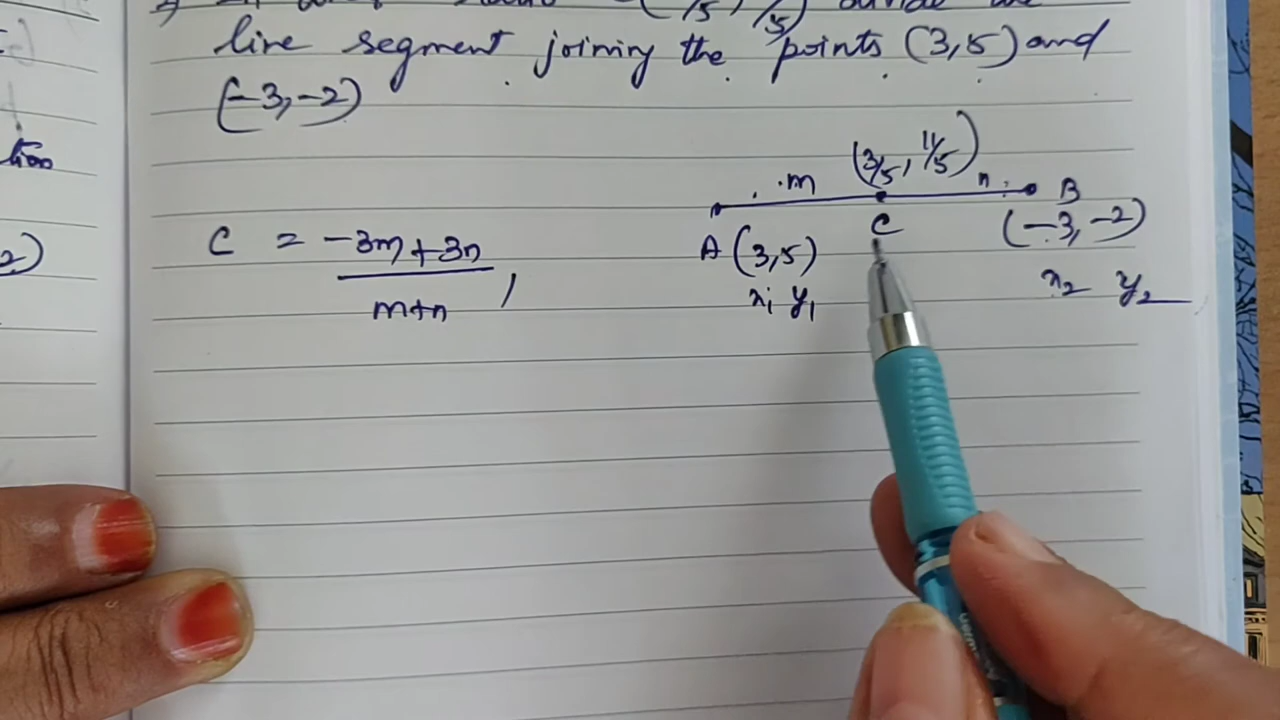 line segment joining the points (3,5) and
(-3,-2)
(3/5, 11/5)
m n B
A (3,5) C (-3,-2)
x1 y1 x2 y2
C = -3m+3n / m+n ,
2)